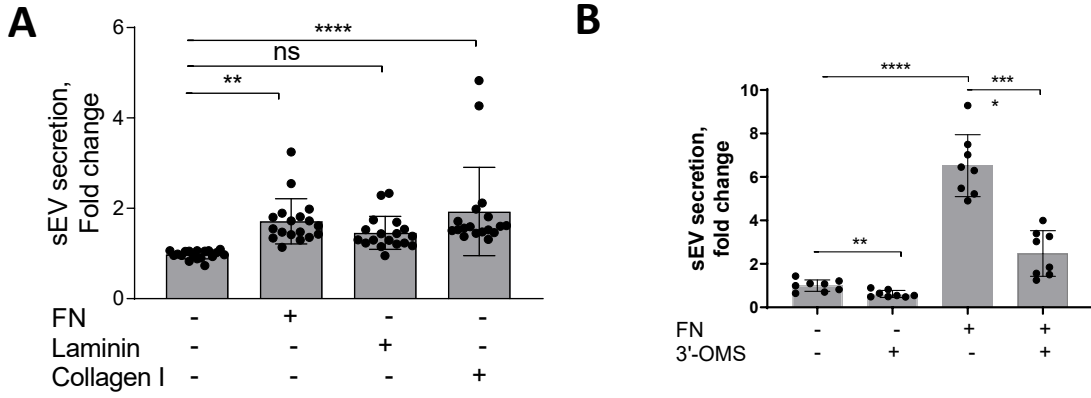 A
sEV secretion,
Fold change
6
4
2
0
****
ns
**
FN - + - -
Laminin - - + -
Collagen I - - - +
B
sEV secretion,
fold change
10
8
6
4
2
0
****
***
*
**
FN - - + +
3'-OMS - + - +